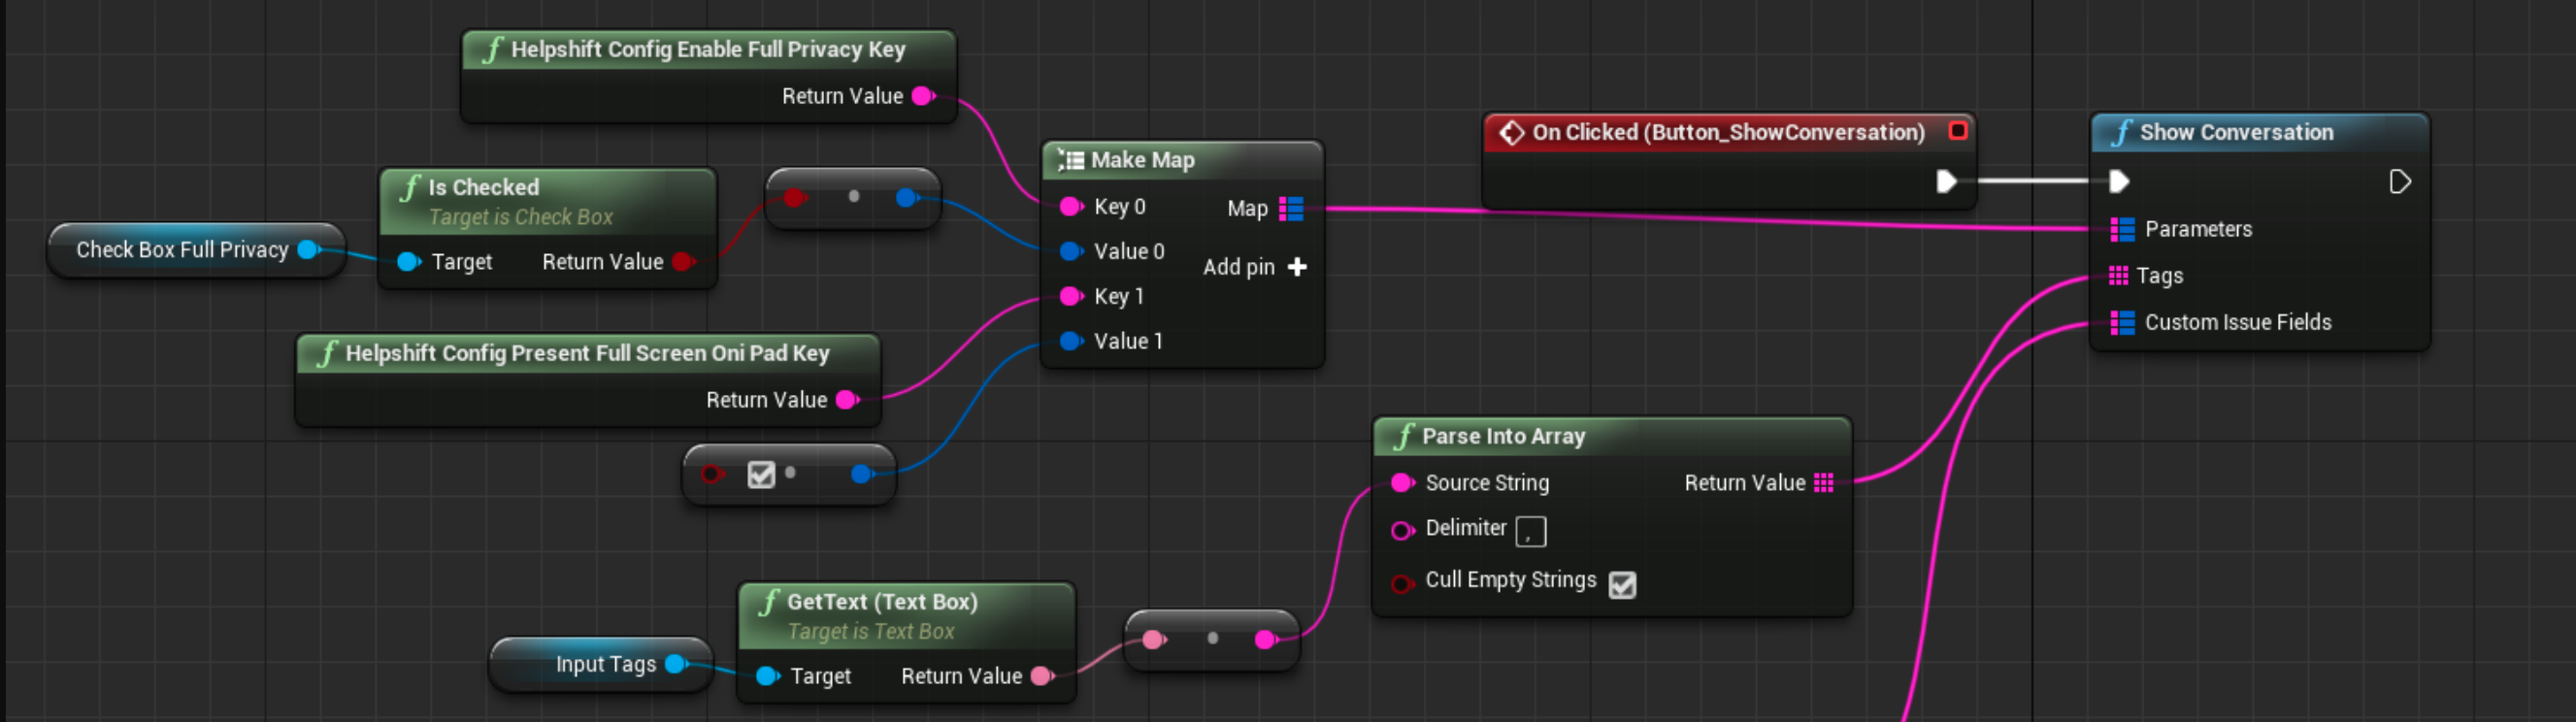 Helpshift Config Enable Full Privacy Key
Return Value
Is Checked
Target is Check Box
Check Box Full Privacy
Target Return Value
Make Map
Key 0 Map
Value 0
Add pin
Key 1
Value 1
On Clicked (Button_ShowConversation)
Show Conversation
Parameters
Tags
Custom Issue Fields
Helpshift Config Present Full Screen Oni Pad Key
Return Value
Parse Into Array
Source String Return Value
Delimiter ,
Cull Empty Strings
GetText (Text Box)
Target is Text Box
Input Tags
Target Return Value